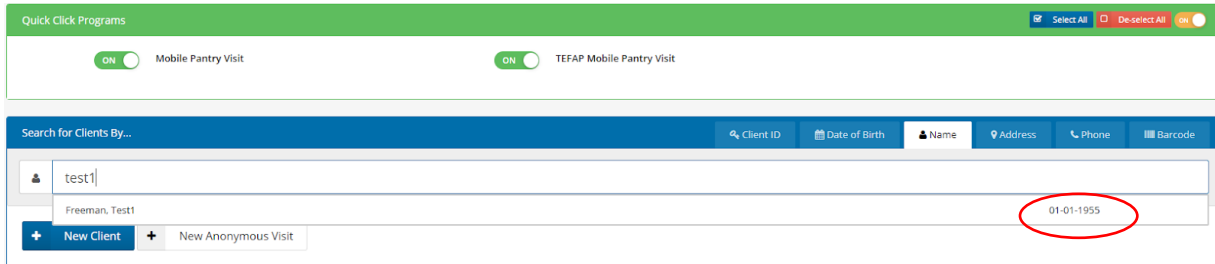 Quick Click Programs
Select All
De-select All
ON
ON
Mobile Pantry Visit
ON
TEFAP Mobile Pantry Visit
Search for Clients By...
Client ID
Date of Birth
Name
Address
Phone
Barcode
test1
Freeman, Test1
01-01-1955
+ New Client
+ New Anonymous Visit